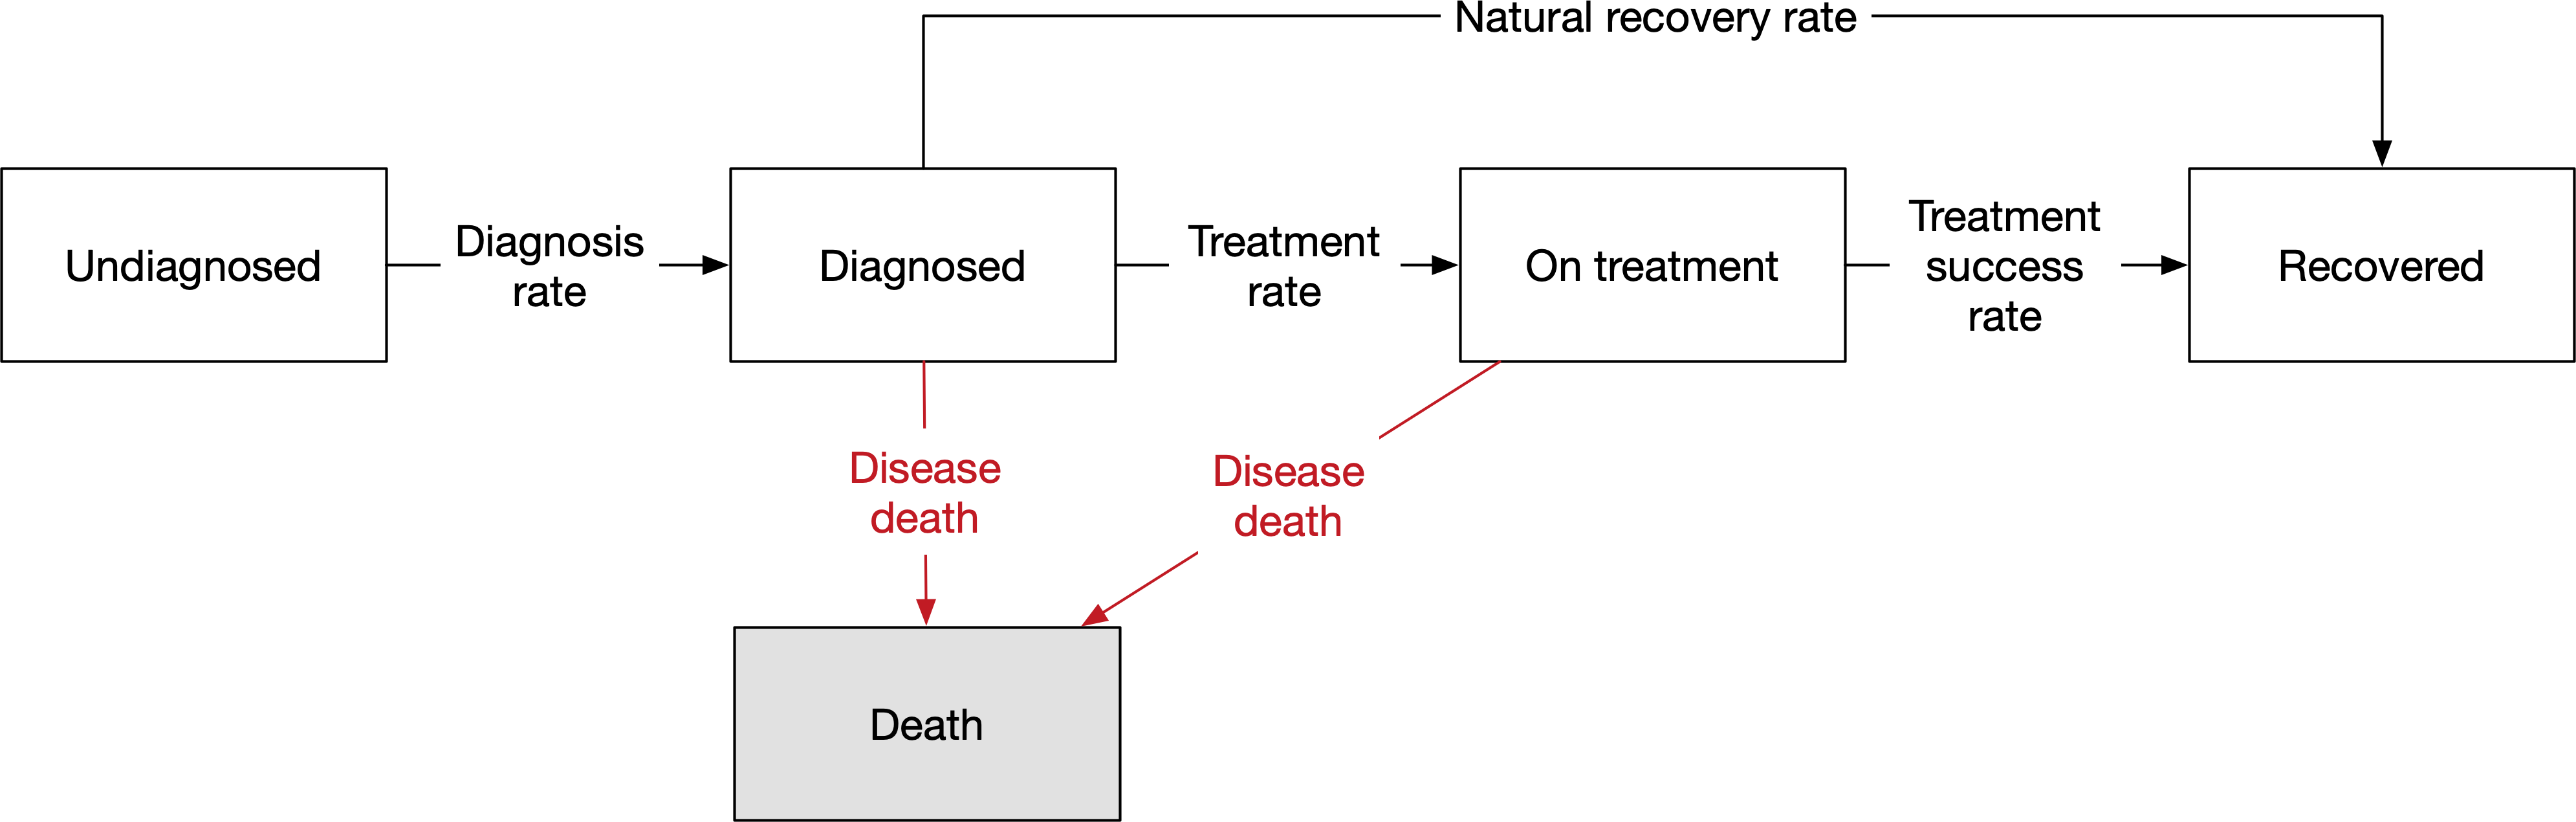 Natural recovery rate
Undiagnosed
Diagnosis
rate
Diagnosed
Treatment
rate
On treatment
Treatment
success
rate
Recovered
Disease
death
Disease
death
Death